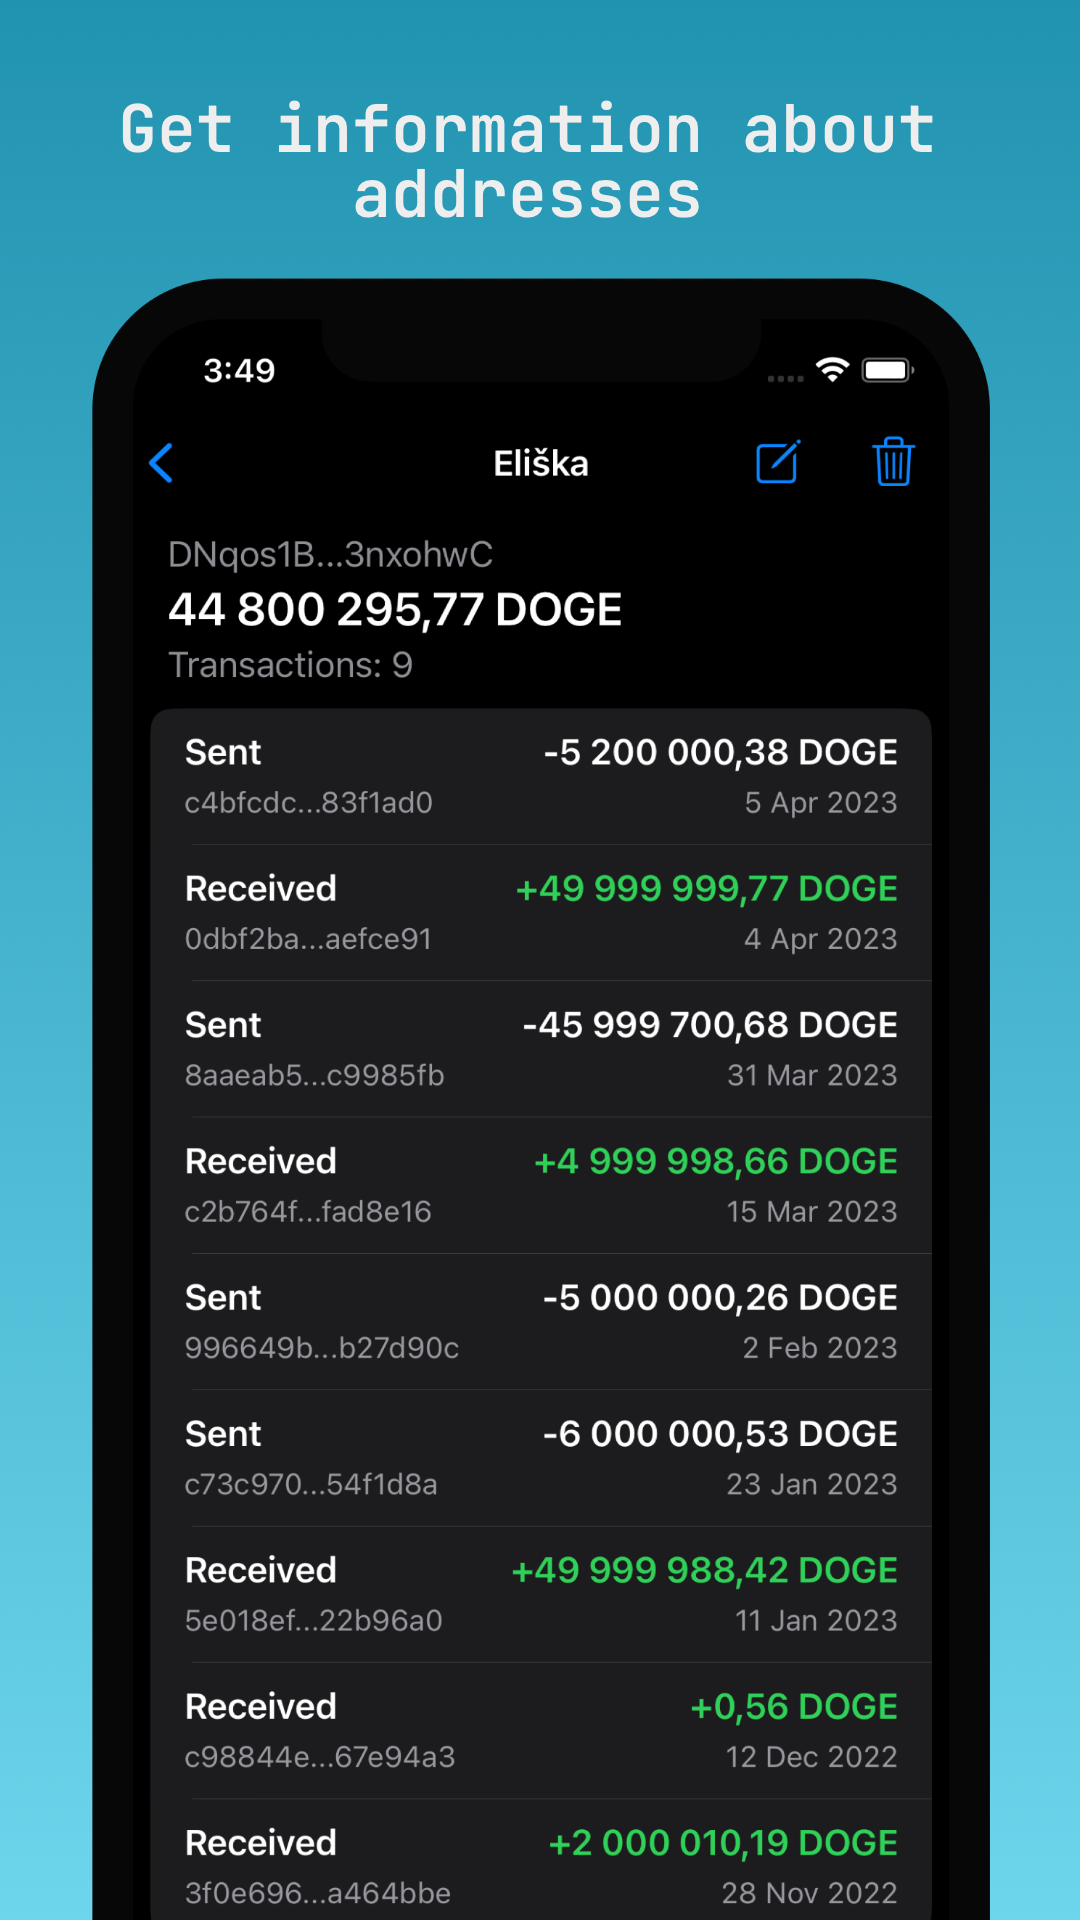 Get information about
addresses
3:49
Eliška
DNqos1B...3nxohwC
44 800 295,77 DOGE
Transactions: 9
Sent -5 200 000,38 DOGE
c4bfcdc...83f1ad0 5 Apr 2023
Received +49 999 999,77 DOGE
0dbf2ba...aefce91 4 Apr 2023
Sent -45 999 700,68 DOGE
8aaeab5...c9985fb 31 Mar 2023
Received +4 999 998,66 DOGE
c2b764f...fad8e16 15 Mar 2023
Sent -5 000 000,26 DOGE
996649b...b27d90c 2 Feb 2023
Sent -6 000 000,53 DOGE
c73c970...54f1d8a 23 Jan 2023
Received +49 999 988,42 DOGE
5e018ef...22b96a0 11 Jan 2023
Received +0,56 DOGE
c98844e...67e94a3 12 Dec 2022
Received +2 000 010,19 DOGE
3f0e696...a464bbe 28 Nov 2022